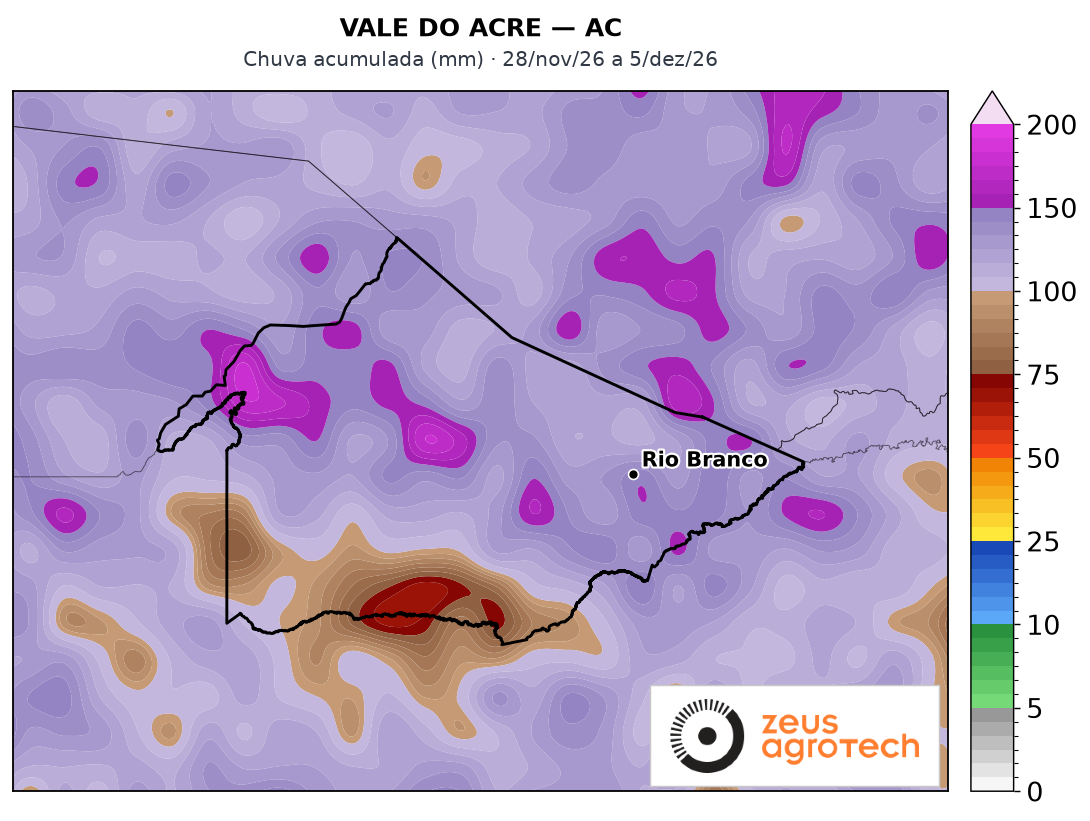 VALE DO ACRE — AC
Chuva acumulada (mm) · 28/nov/26 a 5/dez/26
200
150
100
75
50
25
10
5
0
Rio Branco
zeus
agrotech